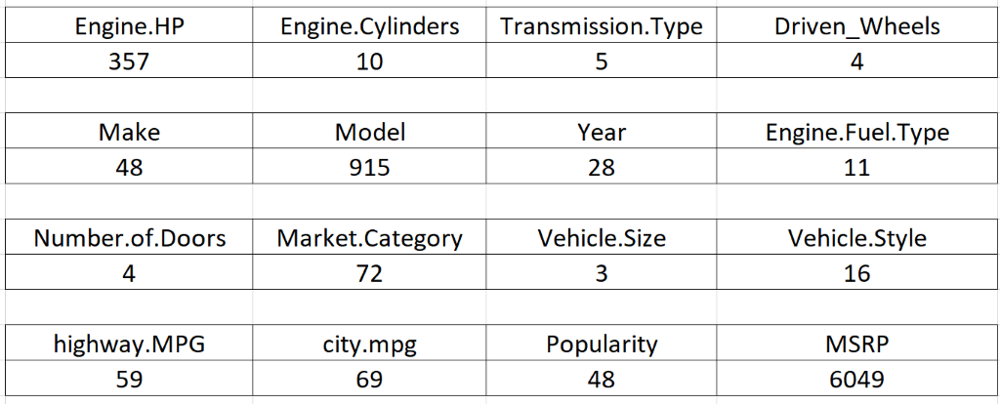 Engine.HP Engine.Cylinders Transmission.Type Driven_Wheels
357 10 5 4
Make Model Year Engine.Fuel.Type
48 915 28 11
Number.of.Doors Market.Category Vehicle.Size Vehicle.Style
4 72 3 16
highway.MPG city.mpg Popularity MSRP
59 69 48 6049